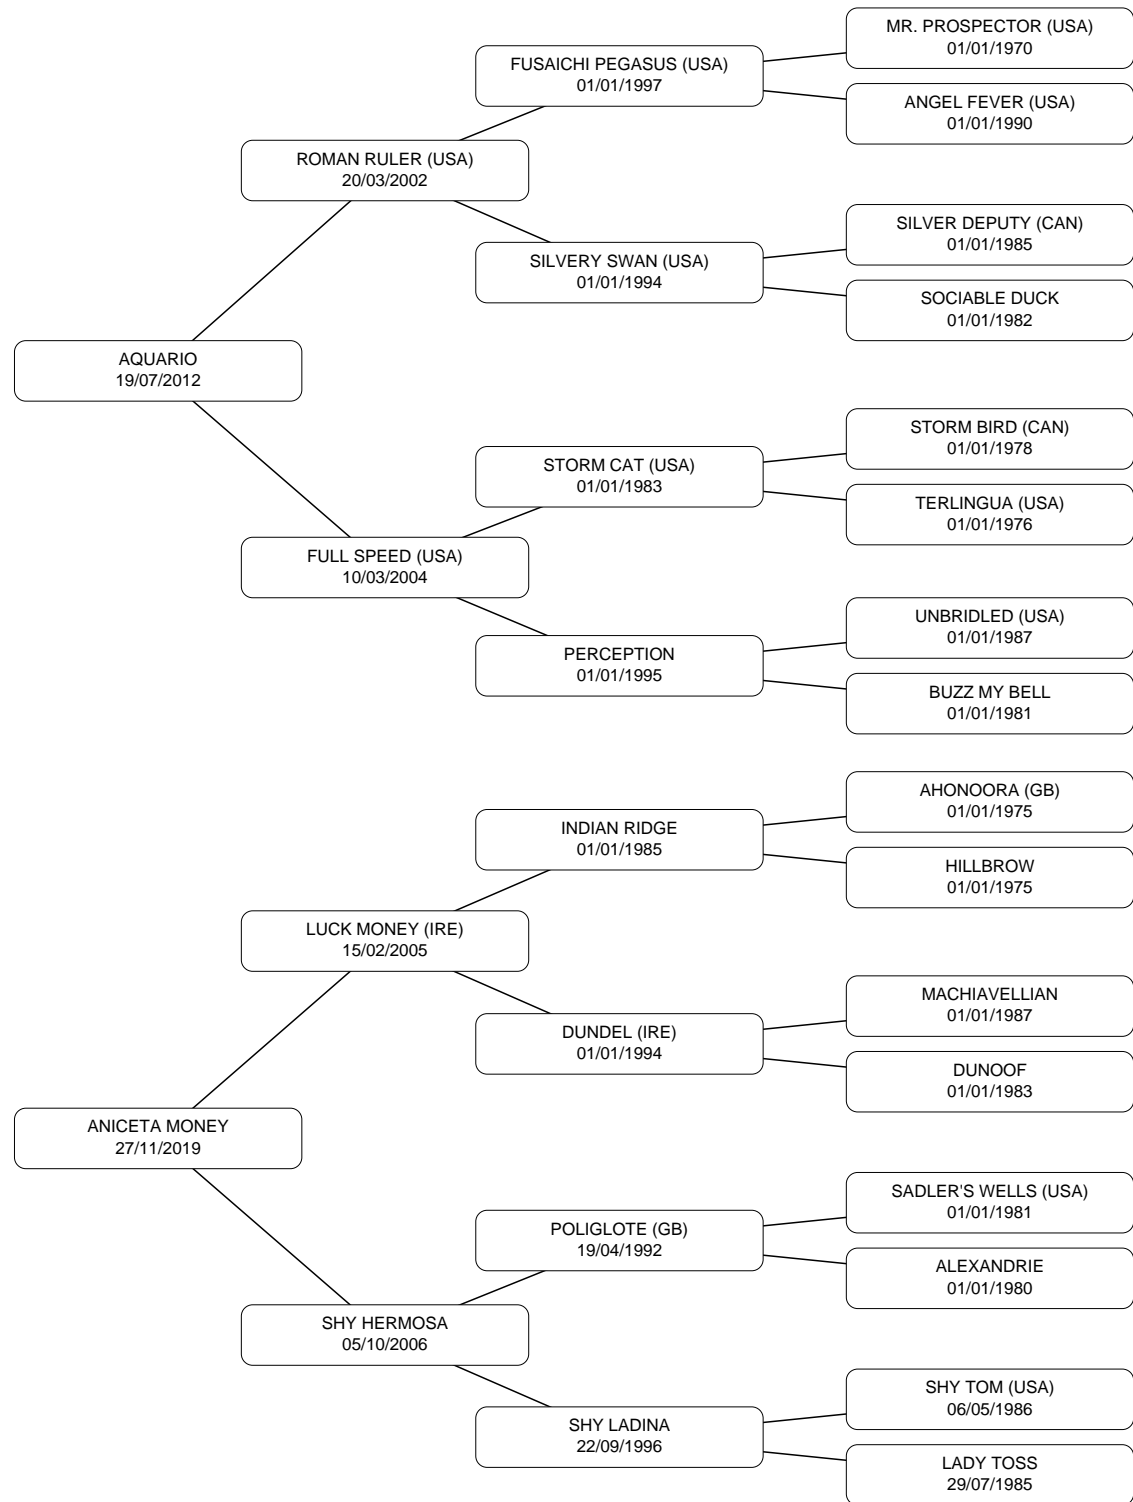 MR. PROSPECTOR (USA)
01/01/1970
FUSAICHI PEGASUS (USA)
01/01/1997
ANGEL FEVER (USA)
01/01/1990
ROMAN RULER (USA)
20/03/2002
SILVER DEPUTY (CAN)
01/01/1985
SILVERY SWAN (USA)
01/01/1994
SOCIABLE DUCK
01/01/1982
AQUARIO
19/07/2012
STORM BIRD (CAN)
01/01/1978
STORM CAT (USA)
01/01/1983
TERLINGUA (USA)
01/01/1976
FULL SPEED (USA)
10/03/2004
UNBRIDLED (USA)
01/01/1987
PERCEPTION
01/01/1995
BUZZ MY BELL
01/01/1981
AHONOORA (GB)
01/01/1975
INDIAN RIDGE
01/01/1985
HILLBROW
01/01/1975
LUCK MONEY (IRE)
15/02/2005
MACHIAVELLIAN
01/01/1987
DUNDEL (IRE)
01/01/1994
DUNOOF
01/01/1983
ANICETA MONEY
27/11/2019
SADLER'S WELLS (USA)
01/01/1981
POLIGLOTE (GB)
19/04/1992
ALEXANDRIE
01/01/1980
SHY HERMOSA
05/10/2006
SHY TOM (USA)
06/05/1986
SHY LADINA
22/09/1996
LADY TOSS
29/07/1985